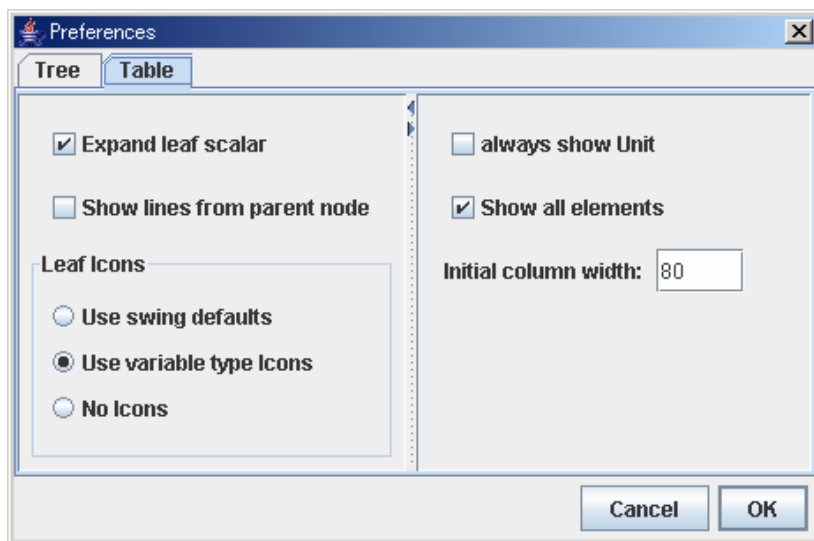 Preferences
Tree Table
Expand leaf scalar
Show lines from parent node
Leaf Icons
Use swing defaults
Use variable type Icons
No Icons
always show Unit
Show all elements
Initial column width: 80
Cancel OK